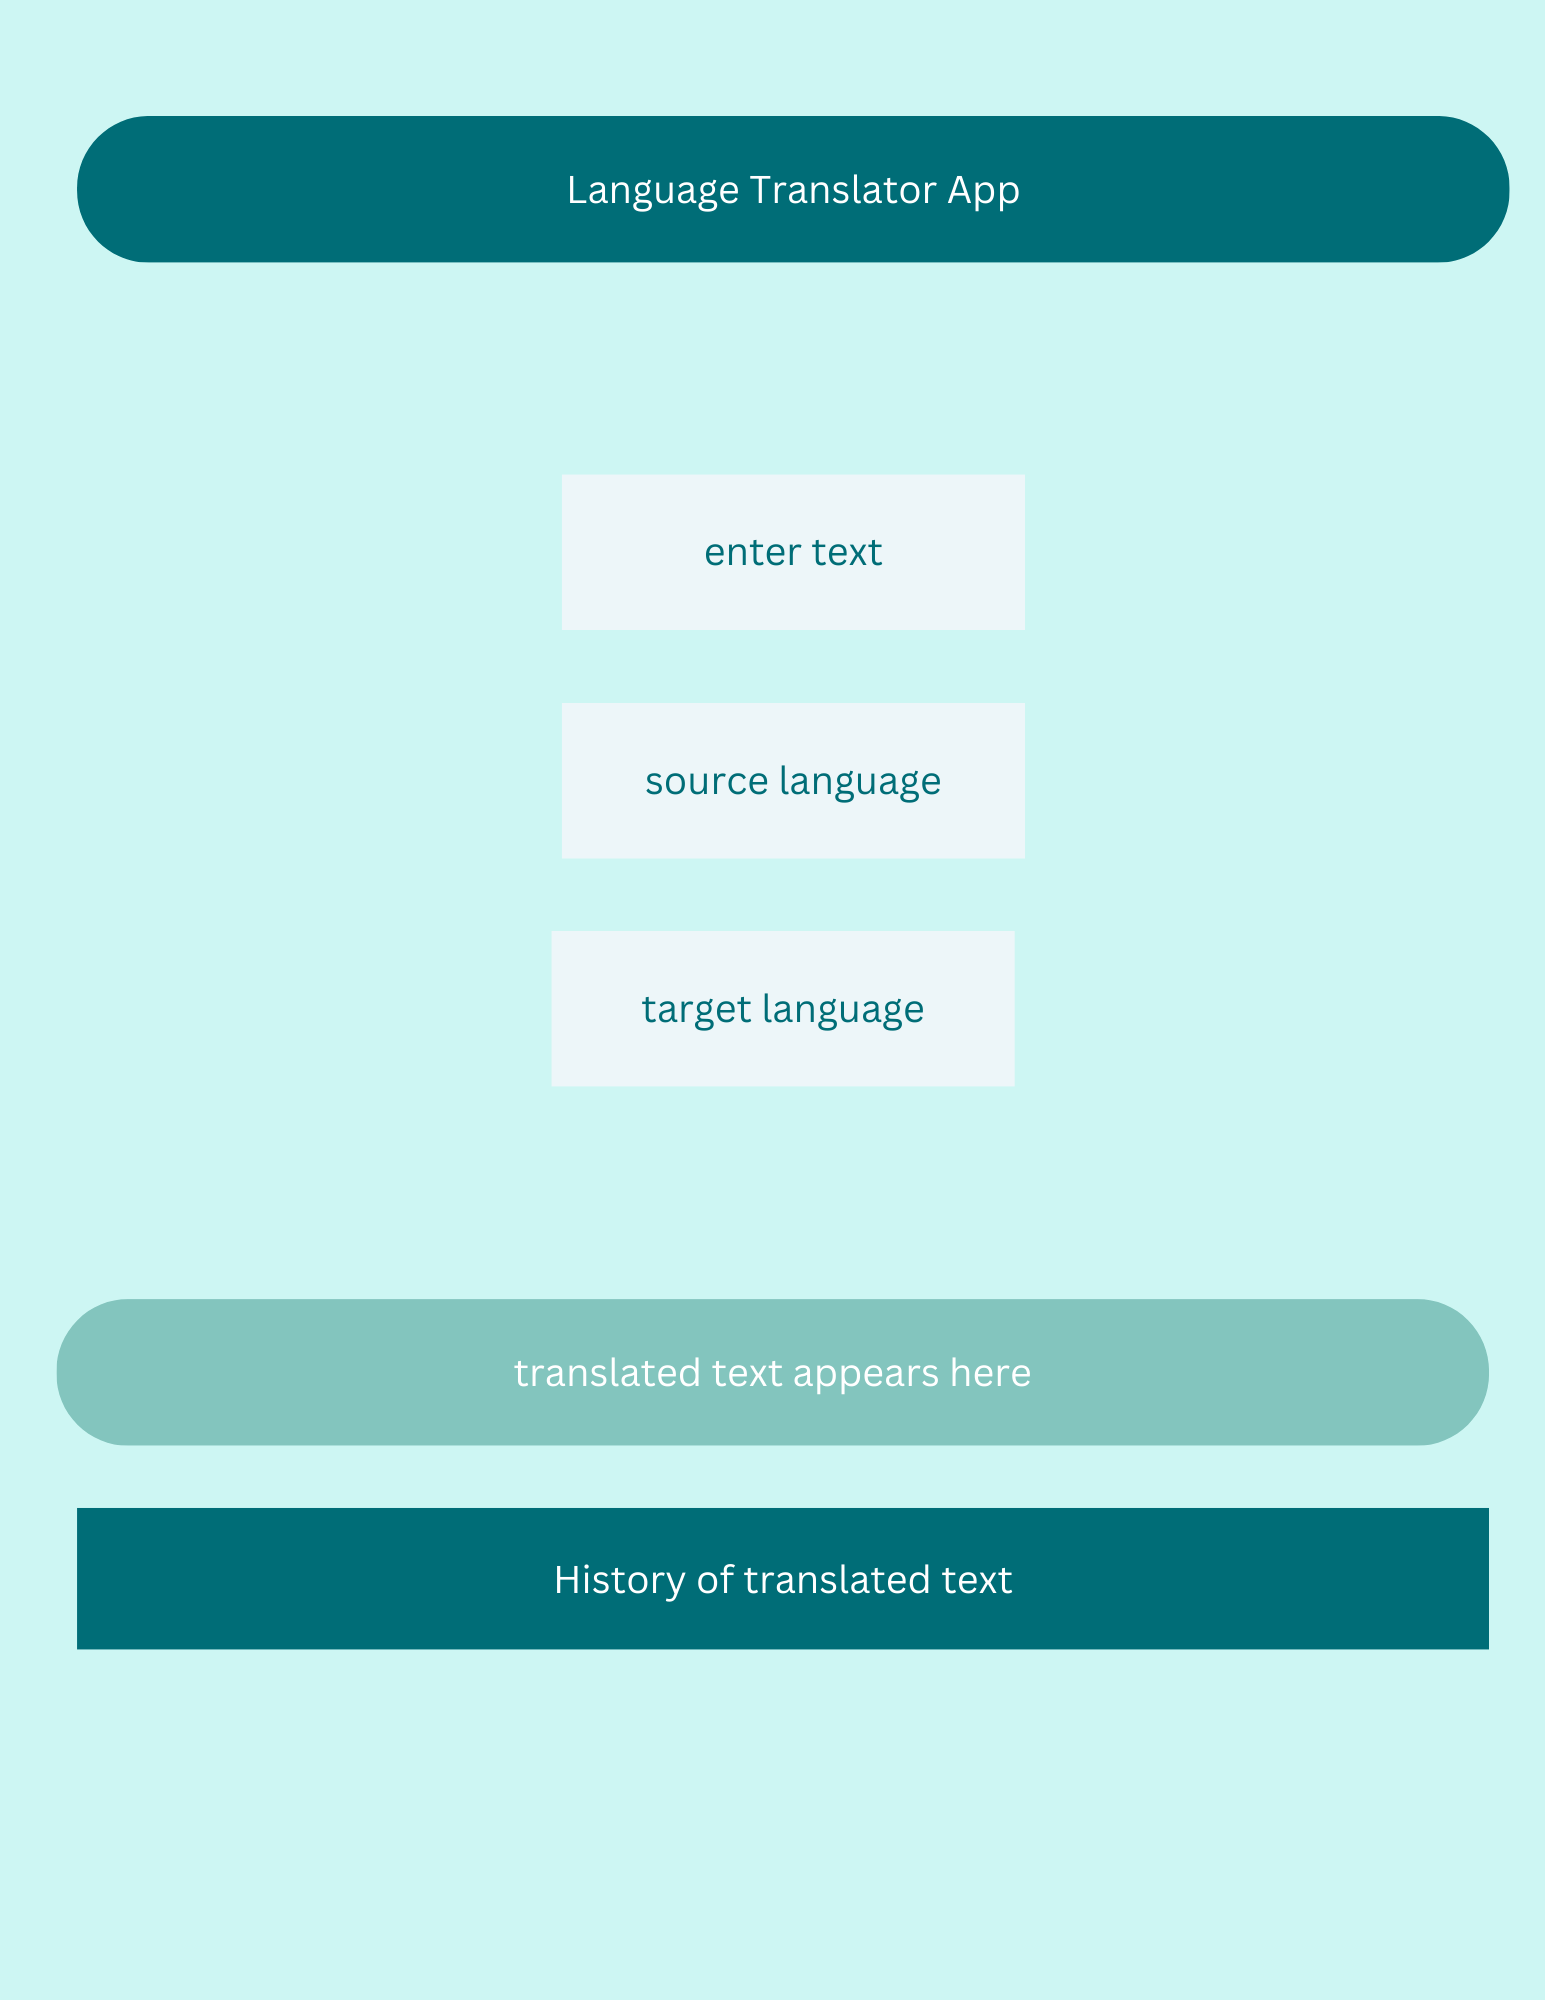 Language Translator App
enter text
source language
target language
translated text appears here
History of translated text